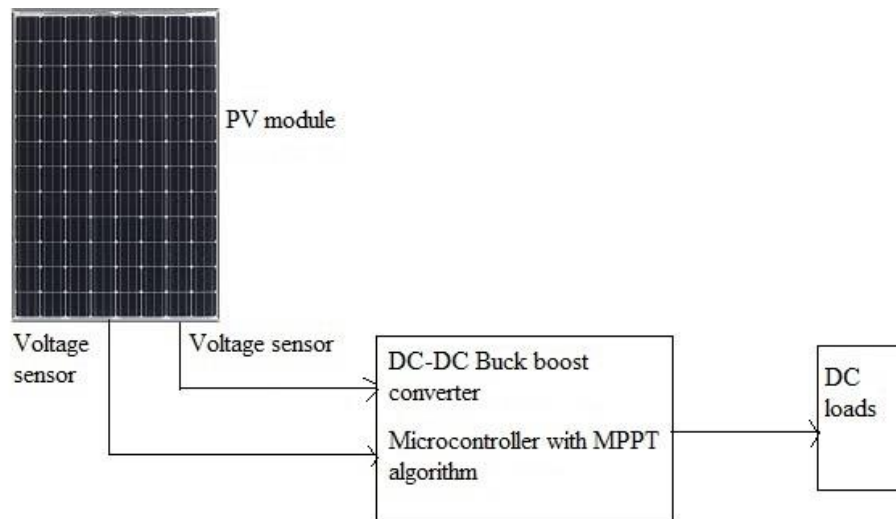 PV module
Voltage
sensor
Voltage sensor
DC-DC Buck boost
converter
Microcontroller with MPPT
algorithm
DC
loads